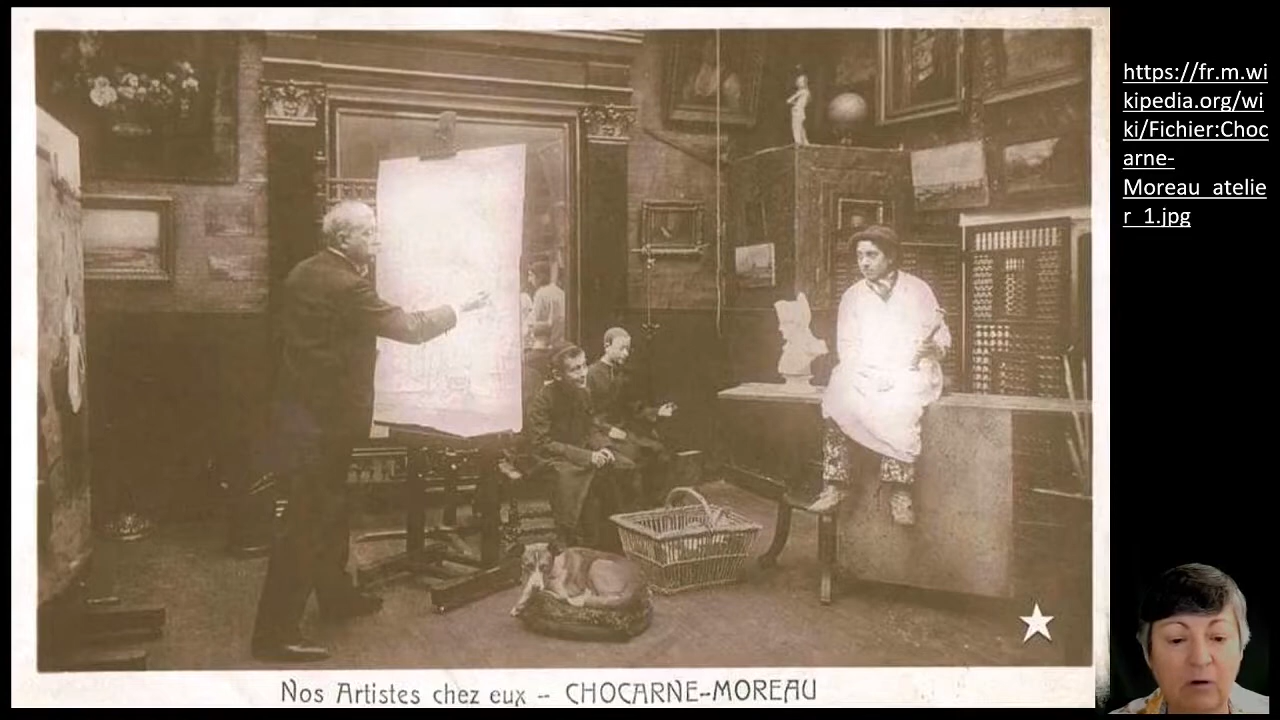 https://fr.m.wi
kipedia.org/wi
ki/Fichier:Choc
arne-
Moreau_atelie
r_1.jpg
Nos Artistes chez eux – CHOCARNE-MOREAU